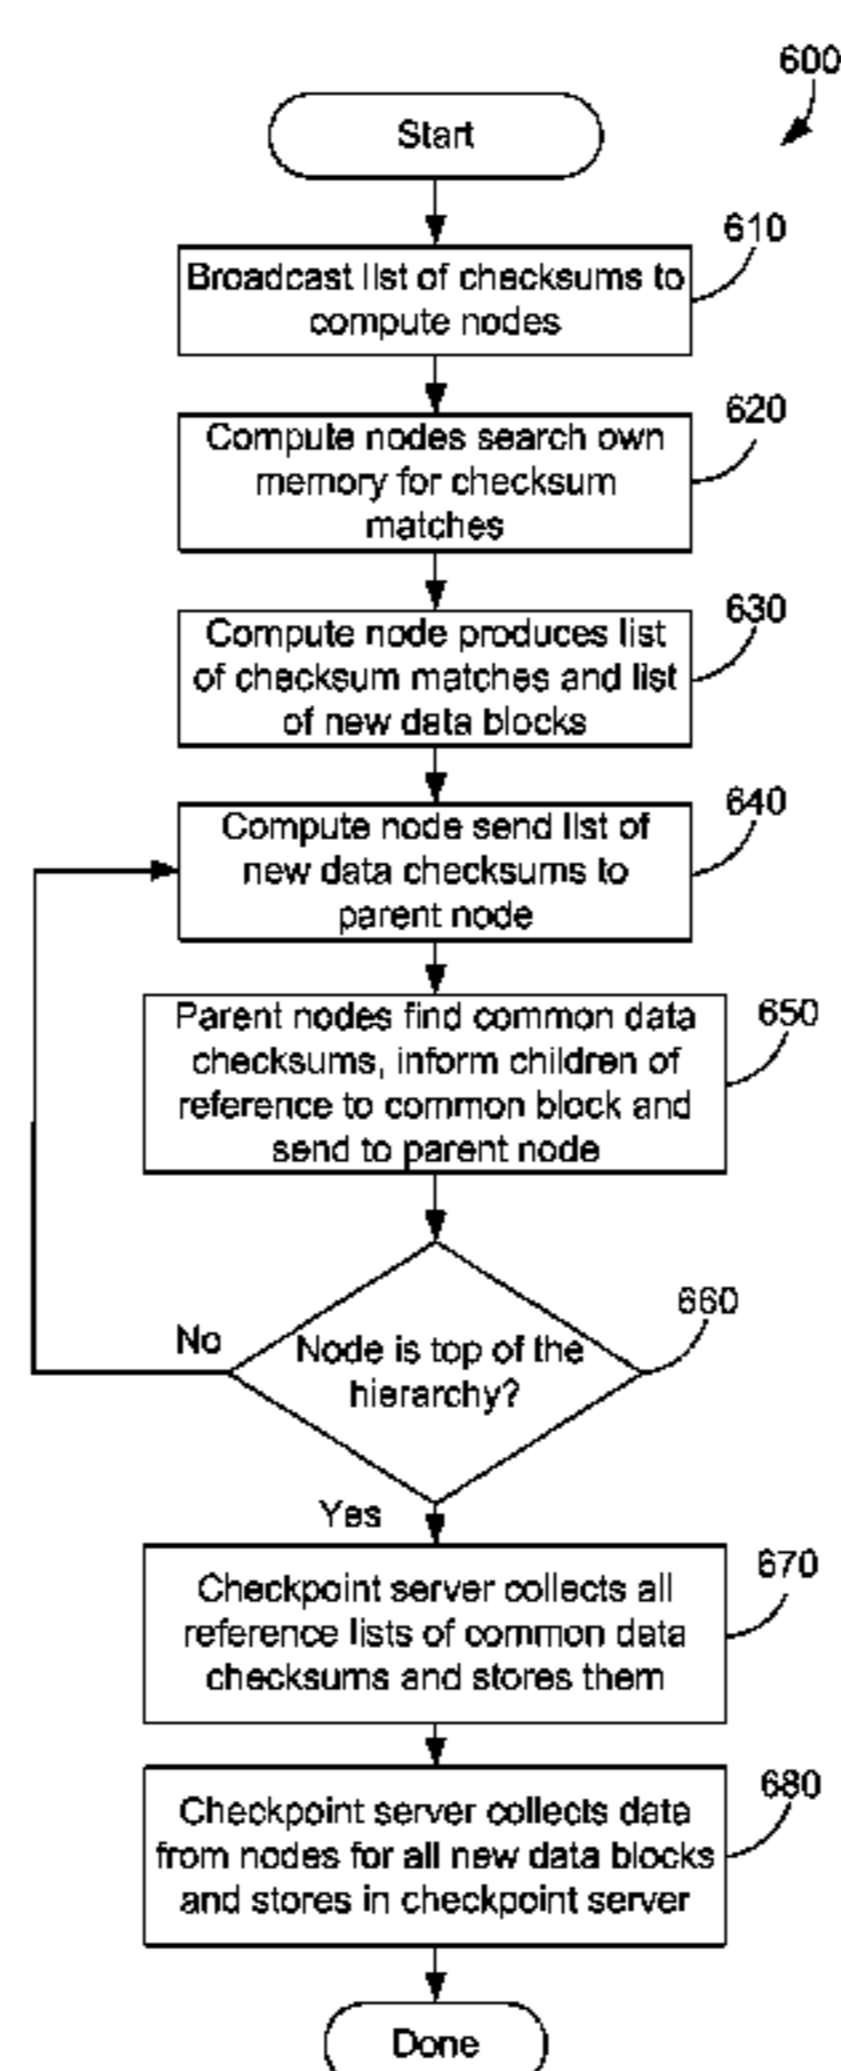 600
Start
610
Broadcast list of checksums to
compute nodes
620
Compute nodes search own
memory for checksum
matches
630
Compute node produces list
of checksum matches and list
of new data blocks
640
Compute node send list of
new data checksums to
parent node
650
Parent nodes find common data
checksums, inform children of
reference to common block and
send to parent node
660
No
Node is top of the
hierarchy?
Yes
670
Checkpoint server collects all
reference lists of common data
checksums and stores them
680
Checkpoint server collects data
from nodes for all new data blocks
and stores in checkpoint server
Done